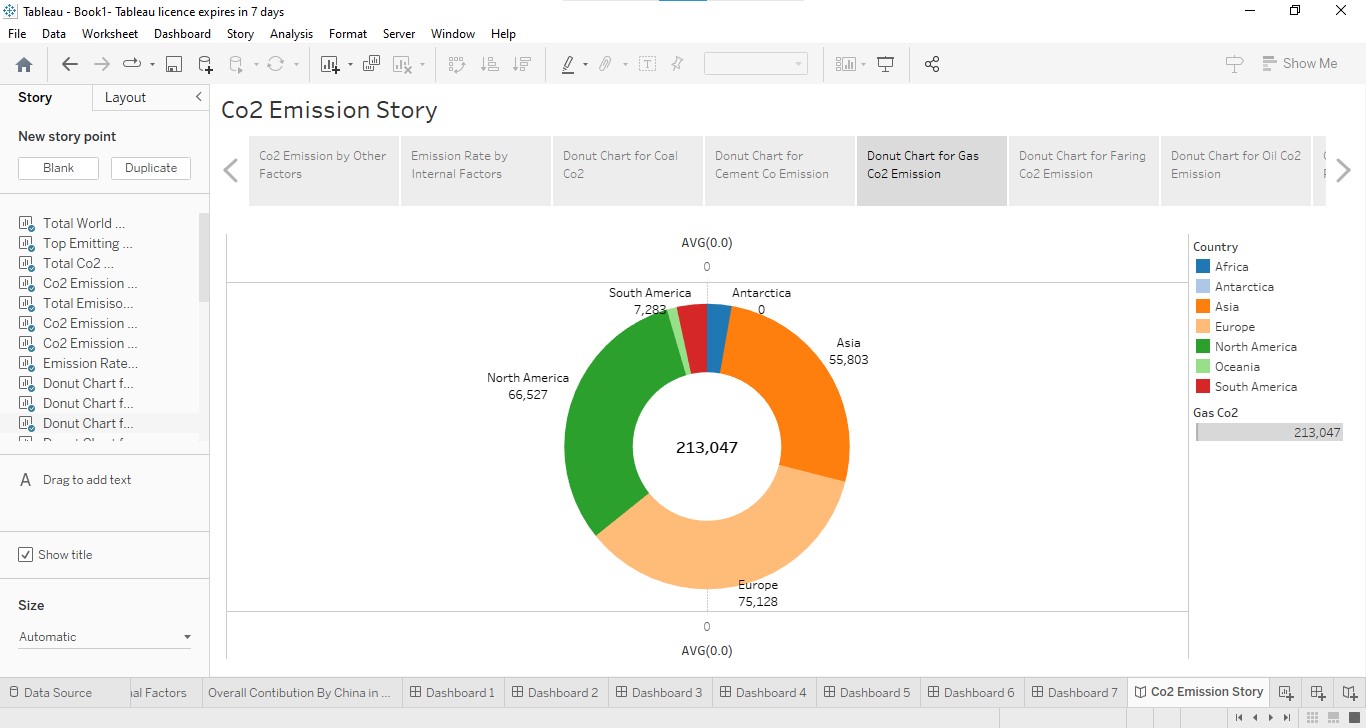 Tableau - Book1- Tableau licence expires in 7 days
File Data Worksheet Dashboard Story Analysis Format Server Window Help
Show Me
Story Layout
New story point
Blank Duplicate
Total World ...
Top Emitting ...
Total Co2 ...
Co2 Emission ...
Total Emisiso...
Co2 Emission ...
Co2 Emission ...
Emission Rate...
Donut Chart f...
Donut Chart f...
Donut Chart f...
Donut Chart f...
A Drag to add text
Show title
Size
Automatic
Co2 Emission Story
Co2 Emission by Other
Factors
Emission Rate by
Internal Factors
Donut Chart for Coal
Co2
Donut Chart for
Cement Co Emission
Donut Chart for Gas
Co2 Emission
Donut Chart for Faring
Co2 Emission
Donut Chart for Oil Co2
Emission
AVG(0.0)
0
South America
7,283
Antarctica
0
Asia
55,803
North America
66,527
213,047
Europe
75,128
0
AVG(0.0)
Country
Africa
Antarctica
Asia
Europe
North America
Oceania
South America
Gas Co2
213,047
Data Source al Factors Overall Contibution By China in ... Dashboard 1 Dashboard 2 Dashboard 3 Dashboard 4 Dashboard 5 Dashboard 6 Dashboard 7 Co2 Emission Story